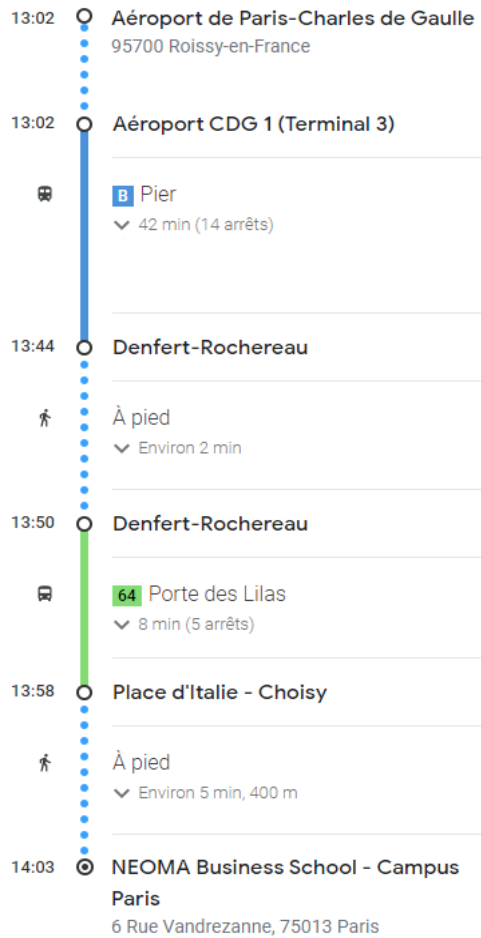 13:02 Aéroport de Paris-Charles de Gaulle
95700 Roissy-en-France
13:02 Aéroport CDG 1 (Terminal 3)
B Pier
42 min (14 arrêts)
13:44 Denfert-Rochereau
À pied
Environ 2 min
13:50 Denfert-Rochereau
64 Porte des Lilas
8 min (5 arrêts)
13:58 Place d'Italie - Choisy
À pied
Environ 5 min, 400 m
14:03 NEOMA Business School - Campus
Paris
6 Rue Vandrezanne, 75013 Paris